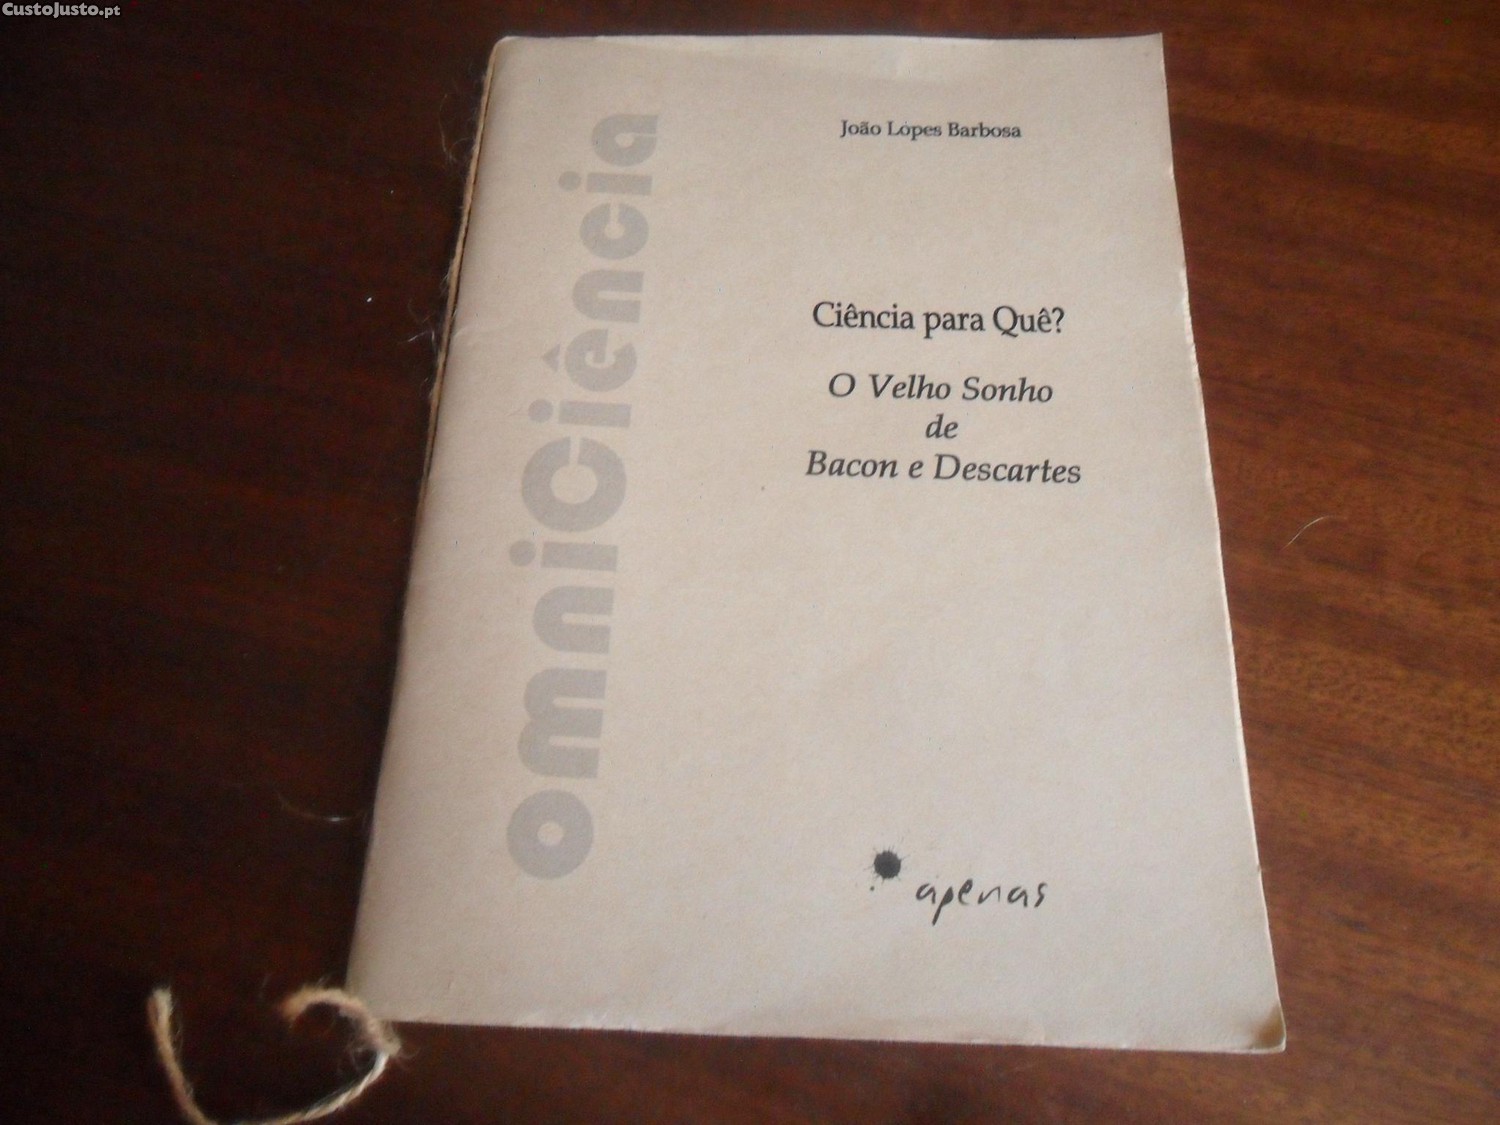 CustoJusto.pt
João Lopes Barbosa
omniCiência
Ciência para Quê?
O Velho Sonho
de
Bacon e Descartes
apenas